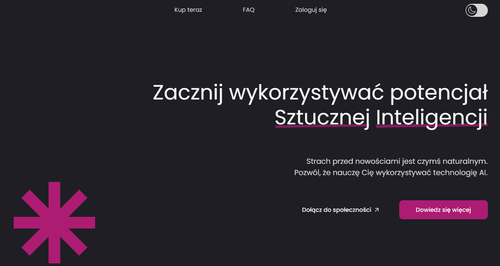 Kup teraz
FAQ
Zaloguj się
Zacznij wykorzystywać potencjał
Sztucznej Inteligencji
Strach przed nowościami jest czymś naturalnym.
Pozwól, że nauczę Cię wykorzystywać technologię AI.
Dołącz do społeczności
Dowiedz się więcej